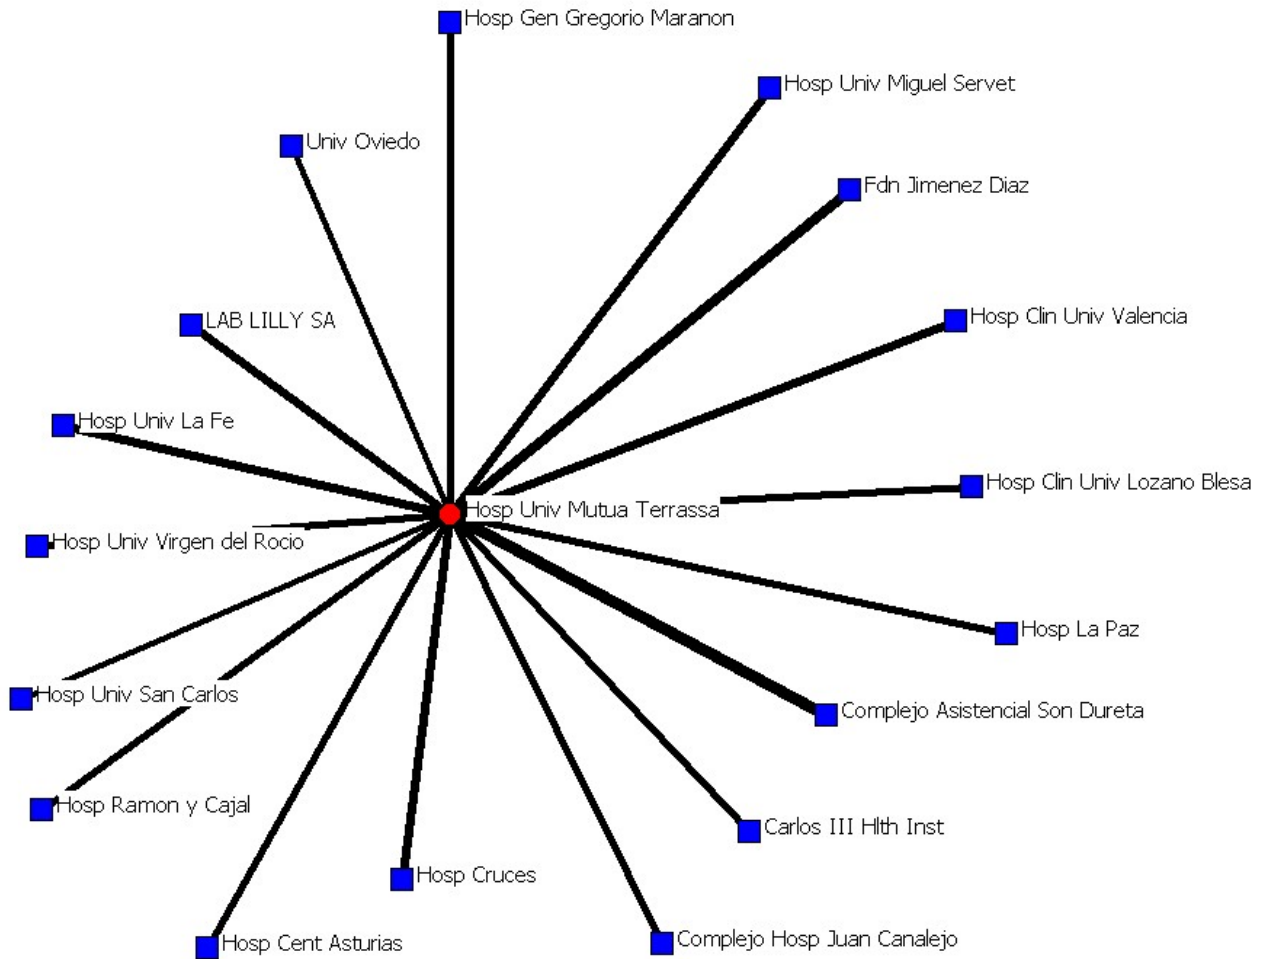 Hosp Gen Gregorio Maranon
Hosp Univ Miguel Servet
Univ Oviedo
Fdn Jimenez Diaz
LAB LILLY SA
Hosp Clin Univ Valencia
Hosp Univ La Fe
Hosp Clin Univ Lozano Blesa
Hosp Univ Mutua Terrassa
Hosp Univ Virgen del Rocio
Hosp La Paz
Hosp Univ San Carlos
Complejo Asistencial Son Dureta
Hosp Ramon y Cajal
Carlos III Hlth Inst
Hosp Cruces
Hosp Cent Asturias
Complejo Hosp Juan Canalejo